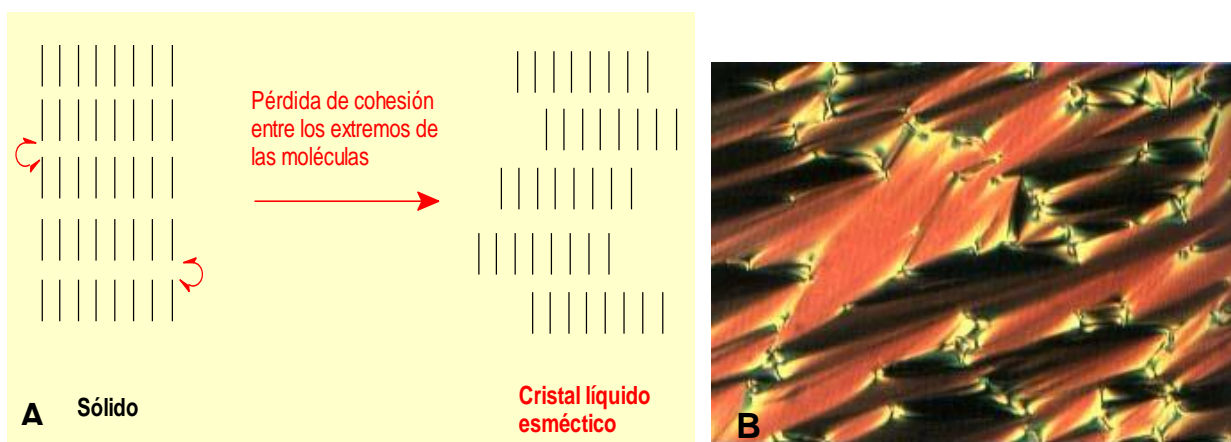 Pérdida de cohesión
entre los extremos de
las moléculas
A
Sólido
Cristal líquido
esméctico
B